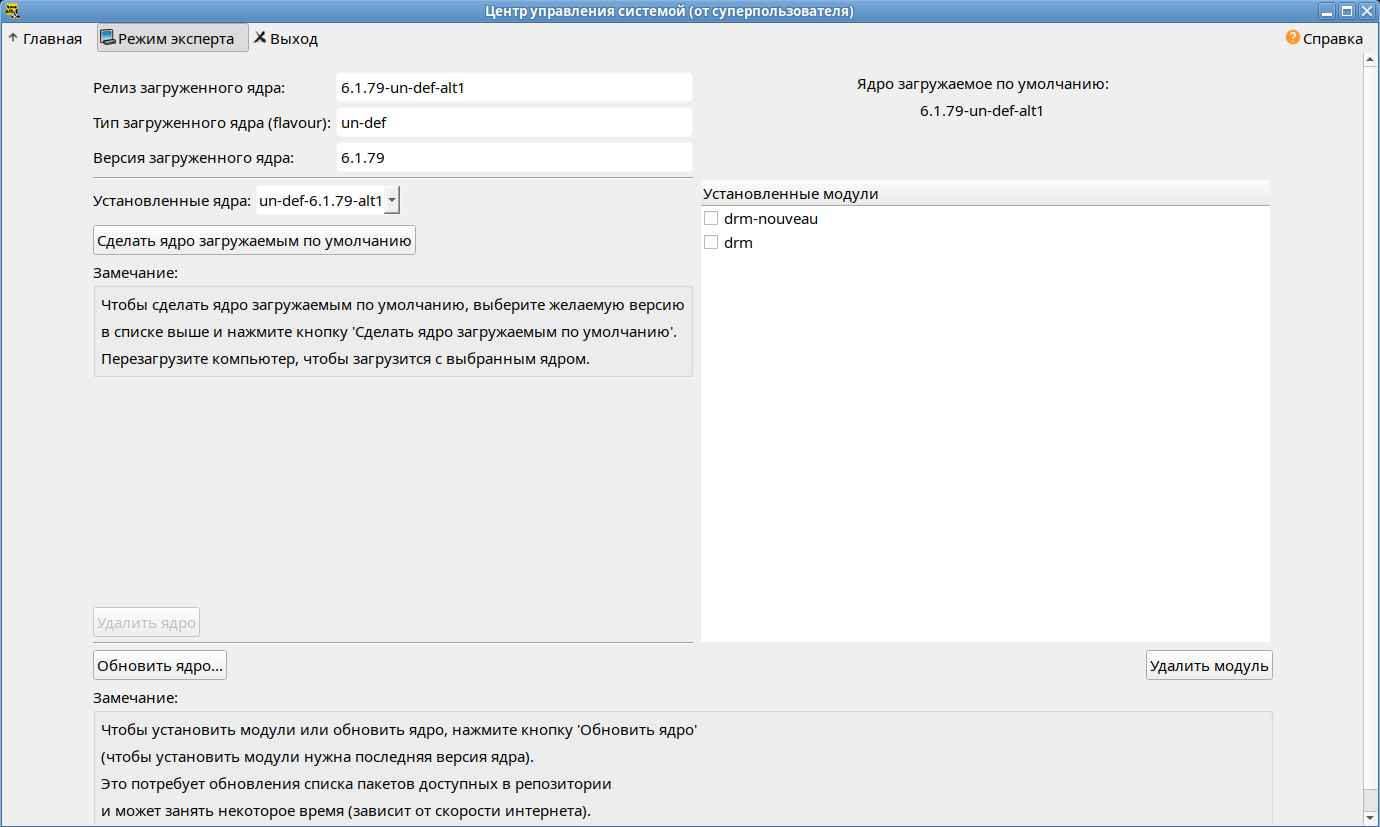 Центр управления системой (от суперпользователя)
Главная
Режим эксперта
Выход
Справка
Релиз загруженного ядра:
6.1.79-un-def-alt1
Тип загруженного ядра (flavour):
un-def
Версия загруженного ядра:
6.1.79
Ядро загружаемое по умолчанию:
6.1.79-un-def-alt1
Установленные ядра:
un-def-6.1.79-alt1
Сделать ядро загружаемым по умолчанию
Замечание:
Чтобы сделать ядро загружаемым по умолчанию, выберите желаемую версию
в списке выше и нажмите кнопку 'Сделать ядро загружаемым по умолчанию'.
Перезагрузите компьютер, чтобы загрузится с выбранным ядром.
Установленные модули
drm-nouveau
drm
Удалить ядро
Обновить ядро...
Удалить модуль
Замечание:
Чтобы установить модули или обновить ядро, нажмите кнопку 'Обновить ядро'
(чтобы установить модули нужна последняя версия ядра).
Это потребует обновления списка пакетов доступных в репозитории
и может занять некоторое время (зависит от скорости интернета).